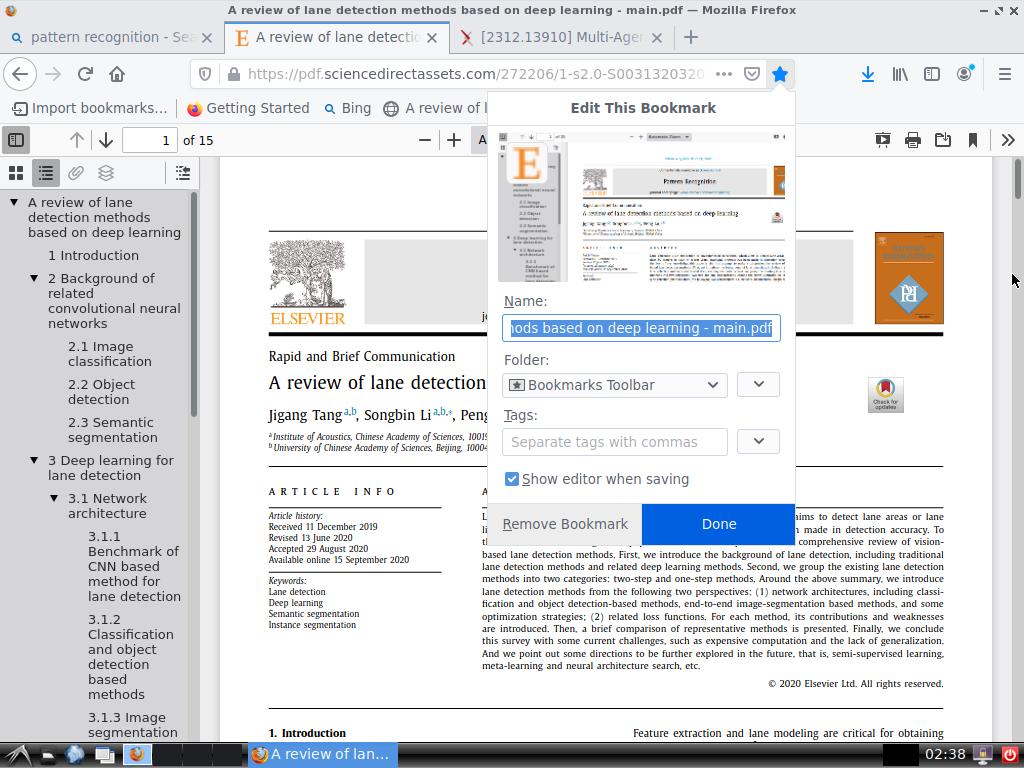 A review of lane detection methods based on deep learning - main.pdf — Mozilla Firefox
pattern recognition - Sea
A review of lane detectio
[2312.13910] Multi-Agen
https://pdf.sciencedirectassets.com/272206/1-s2.0-S0031320320
Import bookmarks...
Getting Started
Bing
A review of l
Edit This Bookmark
1 of 15
A review of lane
detection methods
based on deep learning
1 Introduction
2 Background of
related
convolutional neural
networks
2.1 Image
classification
2.2 Object
detection
2.3 Semantic
segmentation
3 Deep learning for
lane detection
3.1 Network
architecture
3.1.1
Benchmark of
CNN based
method for
lane detection
3.1.2
Classification
and object
detection
based
methods
3.1.3 Image
segmentation
Pattern Recognition
A review of lane detection methods based on deep learning
Name:
nods based on deep learning - main.pdf
Folder:
Bookmarks Toolbar
Tags:
Separate tags with commas
Show editor when saving
Remove Bookmark
Done
ELSEVIER
Rapid and Brief Communication
A review of lane detection
Jigang Tang a,b, Songbin Li a,b,*, Peng
a Institute of Acoustics, Chinese Academy of Sciences, 10019
b University of Chinese Academy of Sciences, Beijing, 10004
Check for
updates
ARTICLE INFO
Article history:
Received 11 December 2019
Revised 13 June 2020
Accepted 29 August 2020
Available online 15 September 2020
Keywords:
Lane detection
Deep learning
Semantic segmentation
Instance segmentation
aims to detect lane areas or lane
made in detection accuracy. To
comprehensive review of vision-
based lane detection methods. First, we introduce the background of lane detection, including traditional
lane detection methods and related deep learning methods. Second, we group the existing lane detection
methods into two categories: two-step and one-step methods. Around the above summary, we introduce
lane detection methods from the following two perspectives: (1) network architectures, including classi-
fication and object detection-based methods, end-to-end image-segmentation based methods, and some
optimization strategies; (2) related loss functions. For each method, its contributions and weaknesses
are introduced. Then, a brief comparison of representative methods is presented. Finally, we conclude
this survey with some current challenges, such as expensive computation and the lack of generalization.
And we point out some directions to be further explored in the future, that is, semi-supervised learning,
meta-learning and neural architecture search, etc.
© 2020 Elsevier Ltd. All rights reserved.
1. Introduction
Feature extraction and lane modeling are critical for obtaining
A review of lan...
02:38